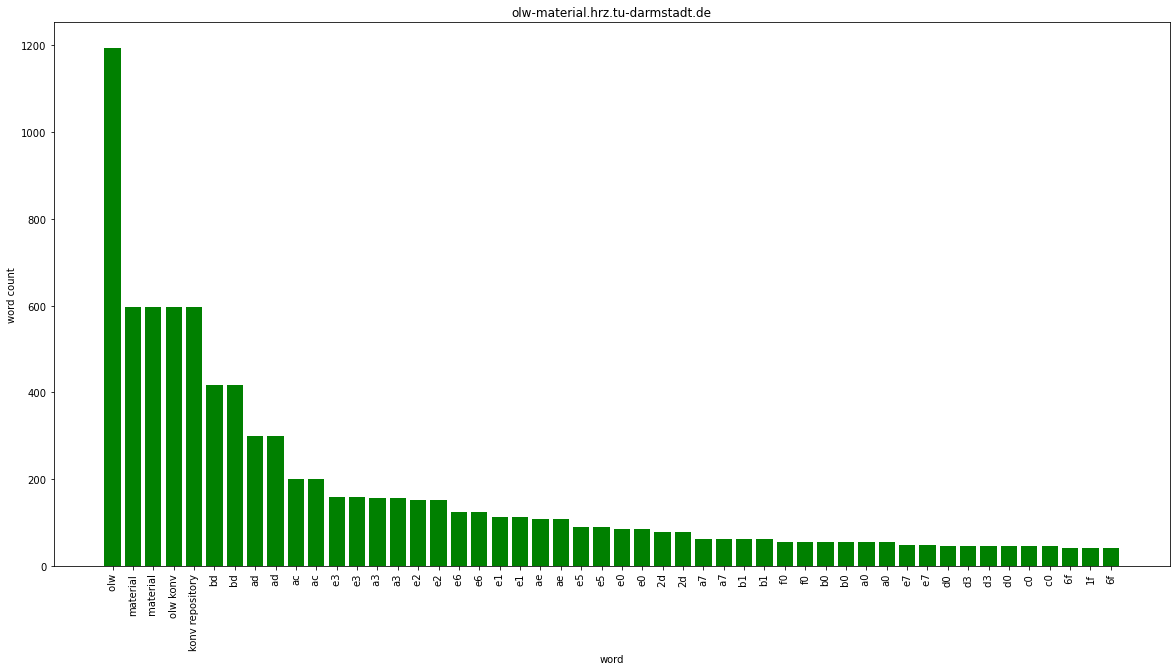 olw-material.hrz.tu-darmstadt.de
1200
1000
800
600
400
200
0
word count
olw
material
material
olw konv
konv repository
bd
bd
ad
ad
ac
ac
e3
e3
a3
a3
e2
e2
e6
e6
e1
e1
ae
ae
e5
e5
e0
e0
2d
2d
a7
a7
b1
b1
f0
f0
b0
b0
a0
a0
e7
e7
d0
d3
d3
d0
c0
c0
6f
1f
6f
word